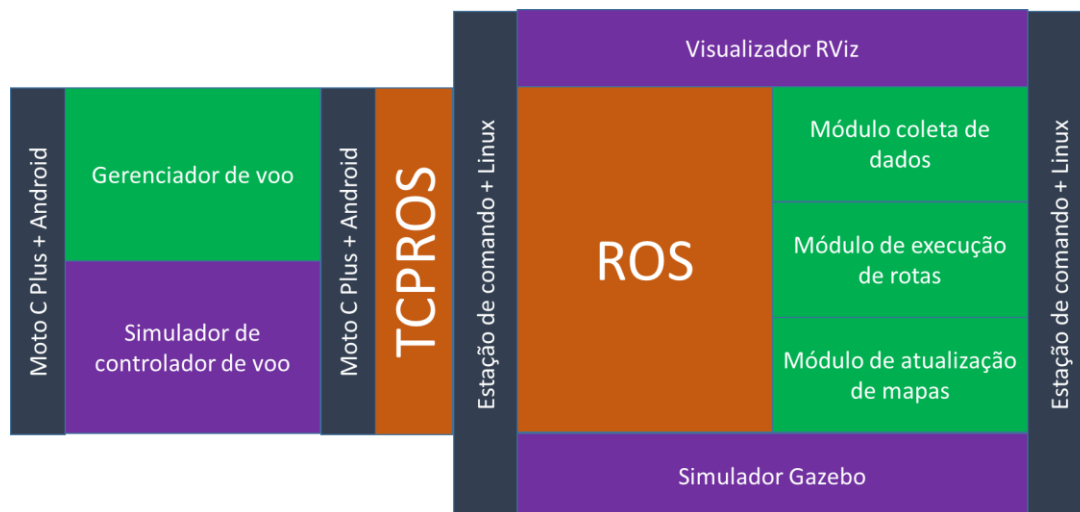 Moto C Plus + Android
Gerenciador de voo
Simulador de
controlador de voo
Moto C Plus + Android
TCPROS
Estação de comando + Linux
Visualizador RViz
ROS
Módulo coleta de
dados
Módulo de execução
de rotas
Módulo de atualização
de mapas
Simulador Gazebo
Estação de comando + Linux